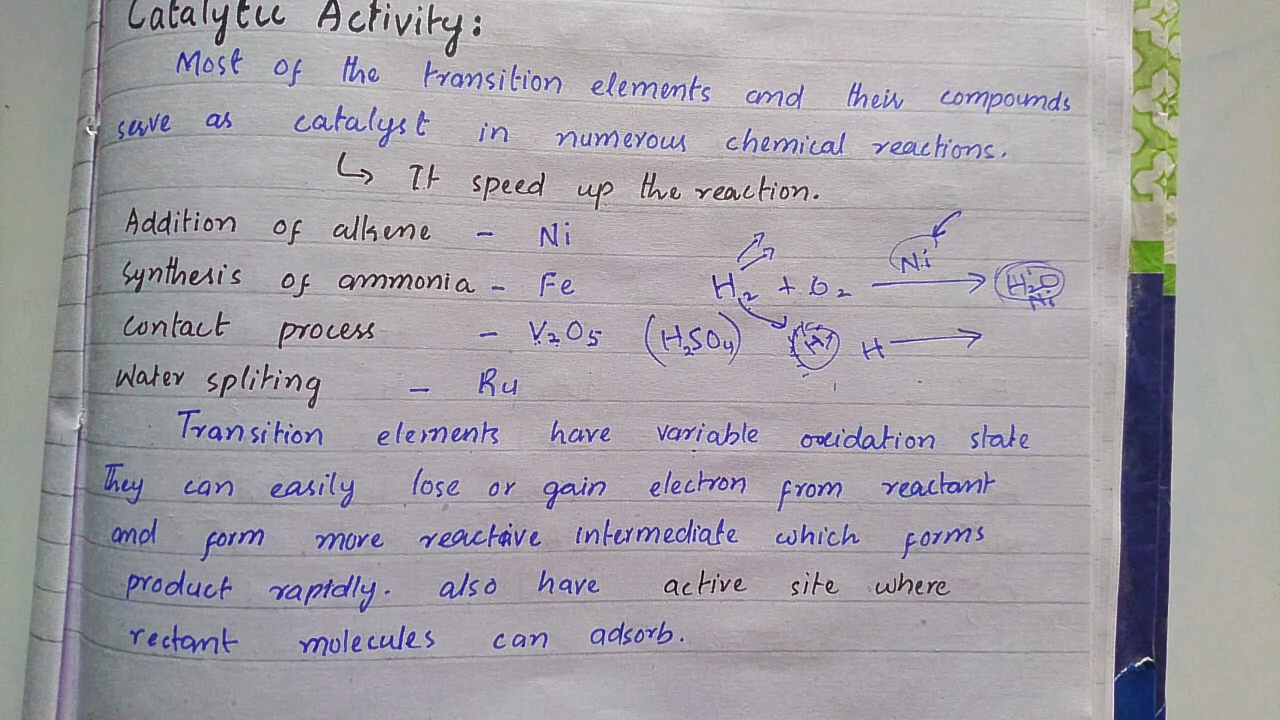 Catalytic Activity:
Most of the transition elements and their compounds
serve as catalyst in numerous chemical reactions.
↳ It speed up the reaction.
Addition of alkene - Ni
Synthesis of ammonia - Fe
H2 + O2 Ni → H2O Ni
Contact process - V2O5 (H2SO4)
H →
Water spliting - Ru
Transition elements have variable oxidation state
They can easily lose or gain electron from reactant
and form more reactive intermediate which forms
product rapidly. also have active site where
rectant molecules can adsorb.